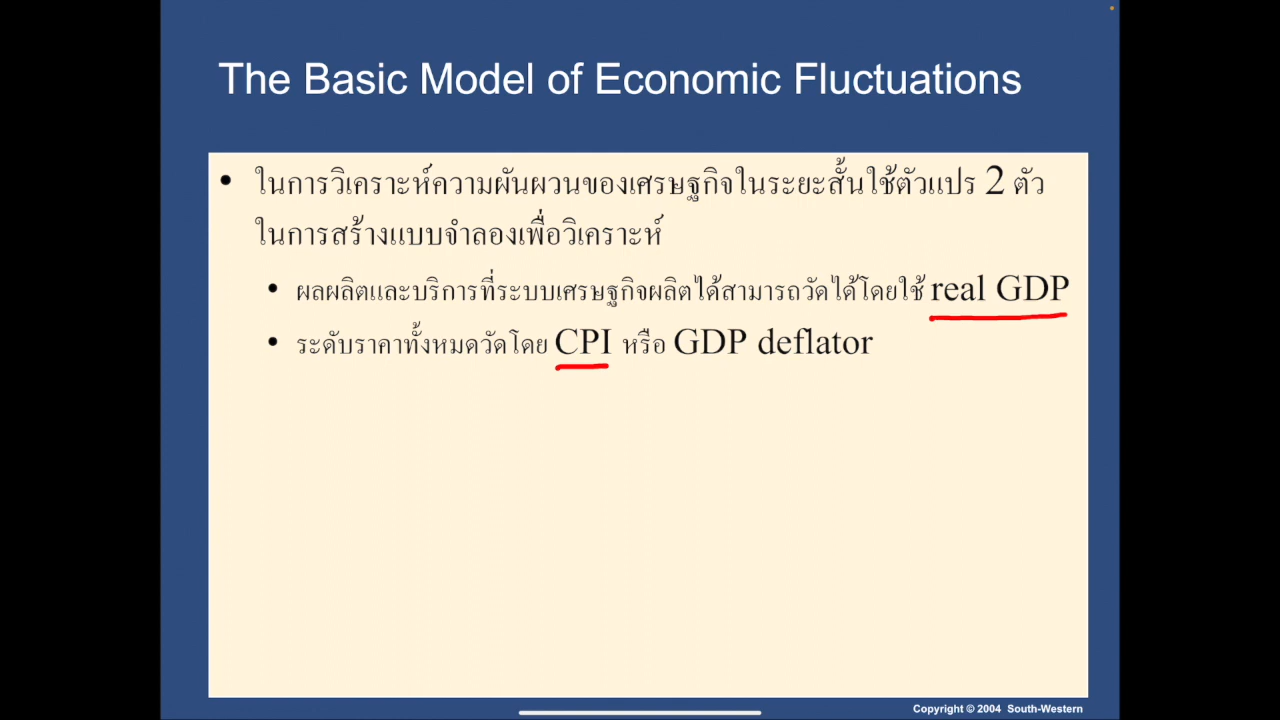 The Basic Model of Economic Fluctuations
• ในการวิเคราะห์ความผันผวนของเศรษฐกิจในระยะสั้นใช้ตัวแปร 2 ตัว
ในการสร้างแบบจำลองเพื่อวิเคราะห์
• ผลผลิตและบริการที่ระบบเศรษฐกิจผลิตได้สามารถวัดได้โดยใช้ real GDP
• ระดับราคาทั้งหมดวัดโดย CPI หรือ GDP deflator
Copyright © 2004 South-Western